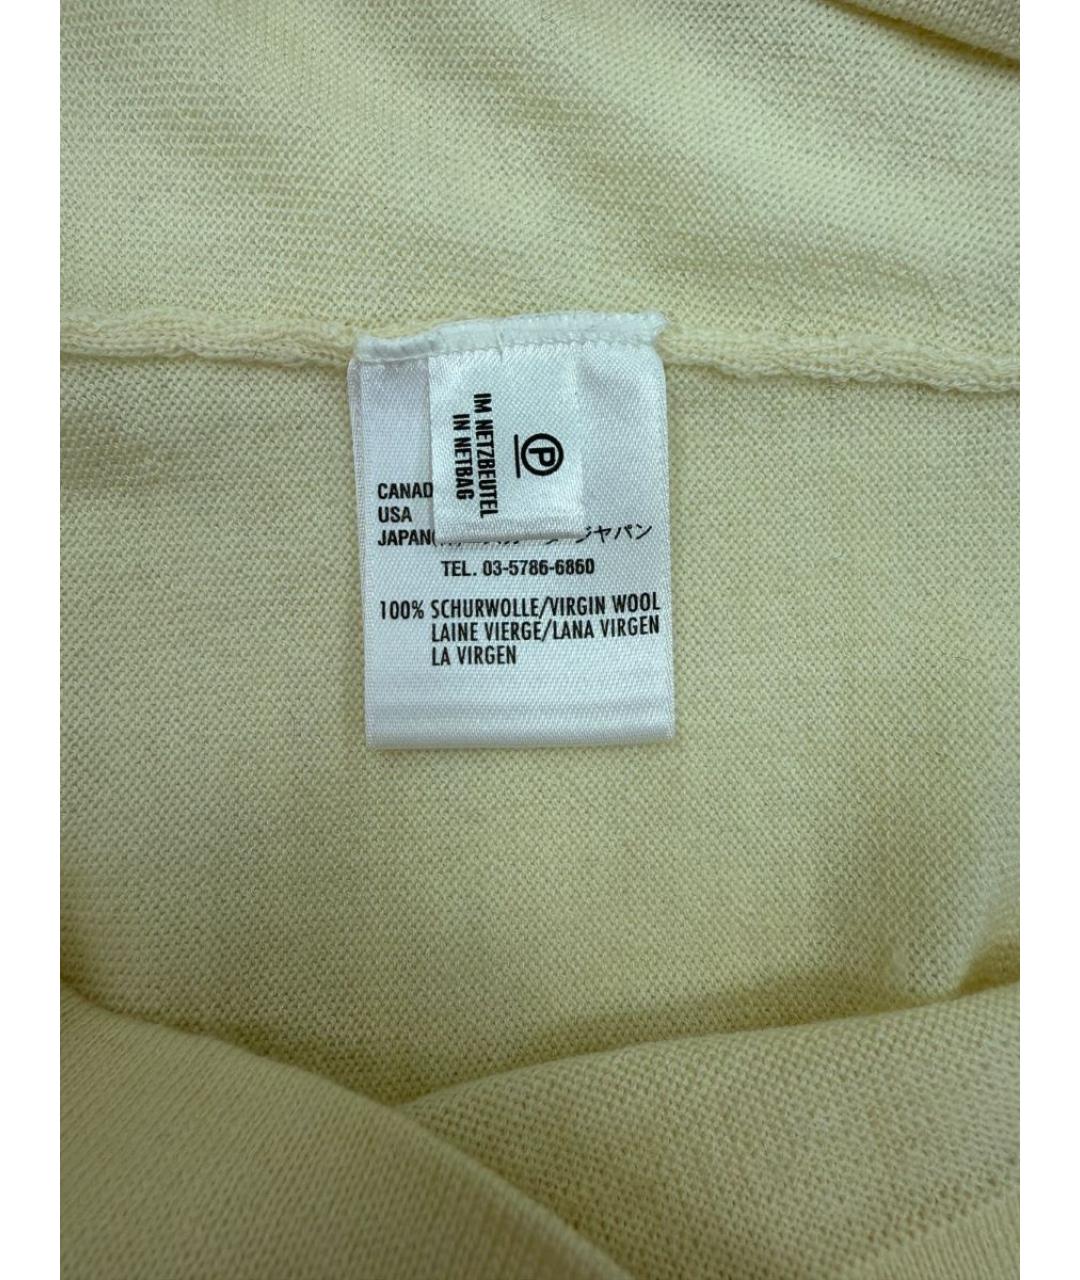 IM NETZBEUTEL
IN NETBAG
P
CANAD
USA
JAPAN( ジャパン
TEL. 03-5786-6860
100% SCHURWOLLE/VIRGIN WOOL
LAINE VIERGE/LANA VIRGEN
LA VIRGEN